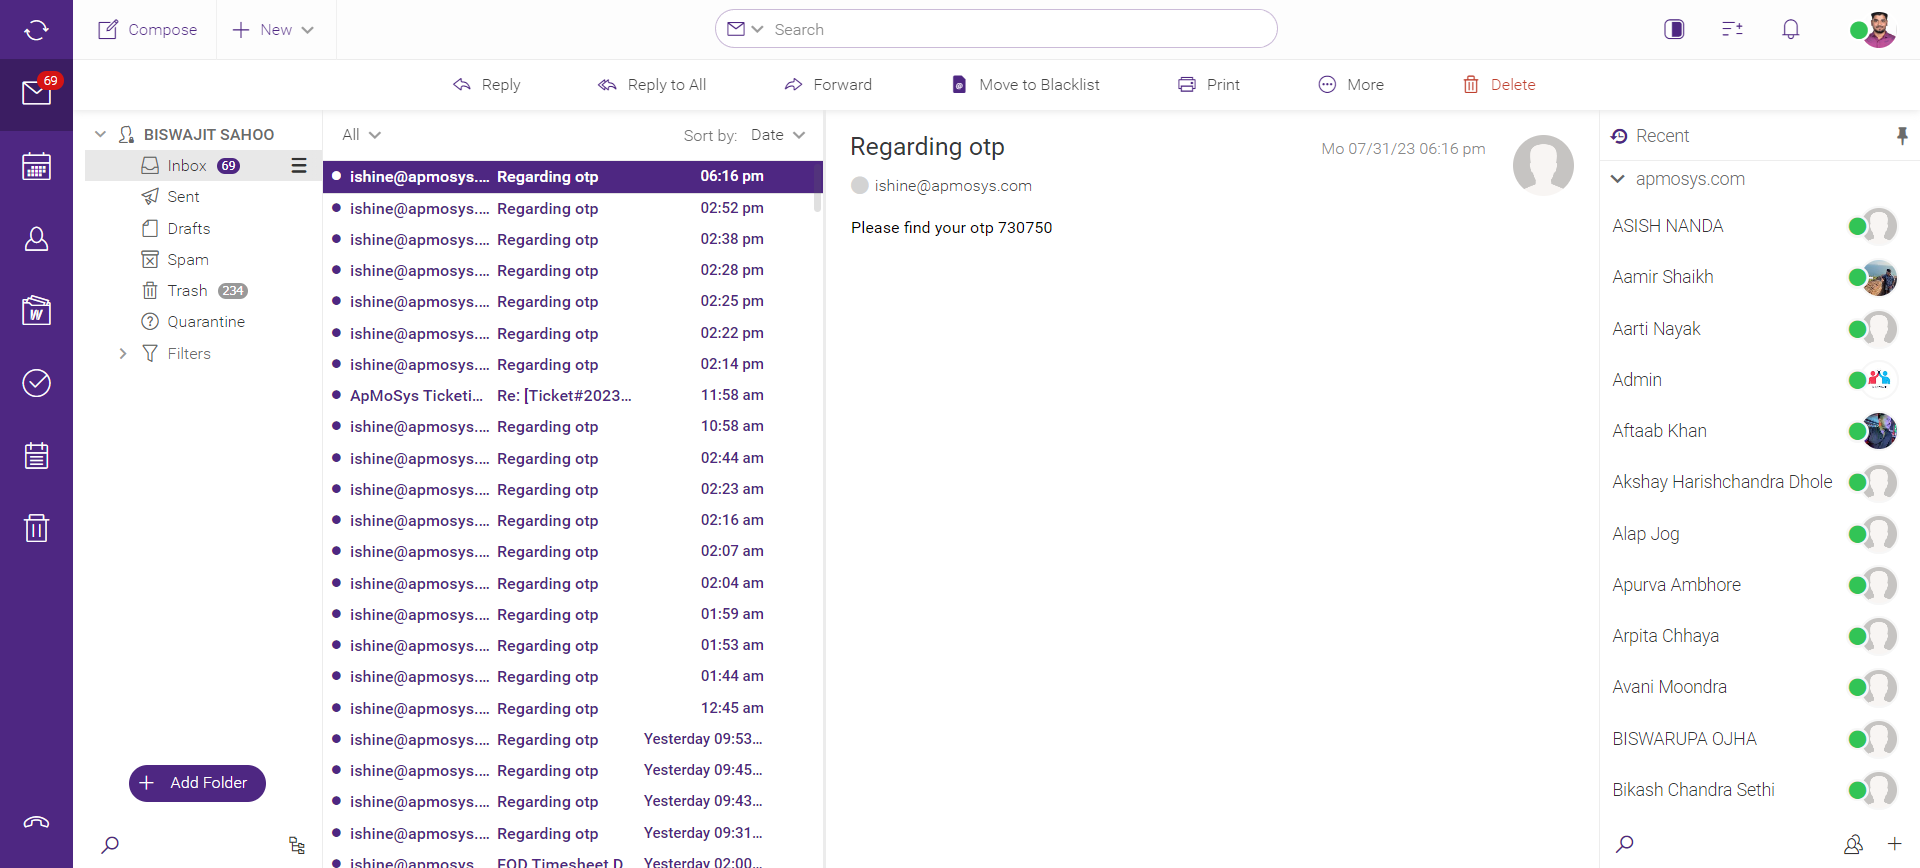 Compose
New
Search
69
Reply
Reply to All
Forward
Move to Blacklist
Print
More
Delete
BISWAJIT SAHOO
Inbox 69
Sent
Drafts
Spam
Trash 234
Quarantine
Filters
Add Folder
All Sort by: Date
ishine@apmosys.... Regarding otp 06:16 pm
ishine@apmosys.... Regarding otp 02:52 pm
ishine@apmosys.... Regarding otp 02:38 pm
ishine@apmosys.... Regarding otp 02:28 pm
ishine@apmosys.... Regarding otp 02:25 pm
ishine@apmosys.... Regarding otp 02:22 pm
ishine@apmosys.... Regarding otp 02:14 pm
ApMoSys Ticketi... Re: [Ticket#2023... 11:58 am
ishine@apmosys.... Regarding otp 10:58 am
ishine@apmosys.... Regarding otp 02:44 am
ishine@apmosys.... Regarding otp 02:23 am
ishine@apmosys.... Regarding otp 02:16 am
ishine@apmosys.... Regarding otp 02:07 am
ishine@apmosys.... Regarding otp 02:04 am
ishine@apmosys.... Regarding otp 01:59 am
ishine@apmosys.... Regarding otp 01:53 am
ishine@apmosys.... Regarding otp 01:44 am
ishine@apmosys.... Regarding otp 12:45 am
ishine@apmosys.... Regarding otp Yesterday 09:53...
ishine@apmosys.... Regarding otp Yesterday 09:45...
ishine@apmosys.... Regarding otp Yesterday 09:43...
ishine@apmosys.... Regarding otp Yesterday 09:31...
ishine@apmosys.... EOD Timesheet D... Yesterday 02:00...
Regarding otp
Mo 07/31/23 06:16 pm
ishine@apmosys.com
Please find your otp 730750
Recent
apmosys.com
ASISH NANDA
Aamir Shaikh
Aarti Nayak
Admin
Aftaab Khan
Akshay Harishchandra Dhole
Alap Jog
Apurva Ambhore
Arpita Chhaya
Avani Moondra
BISWARUPA OJHA
Bikash Chandra Sethi